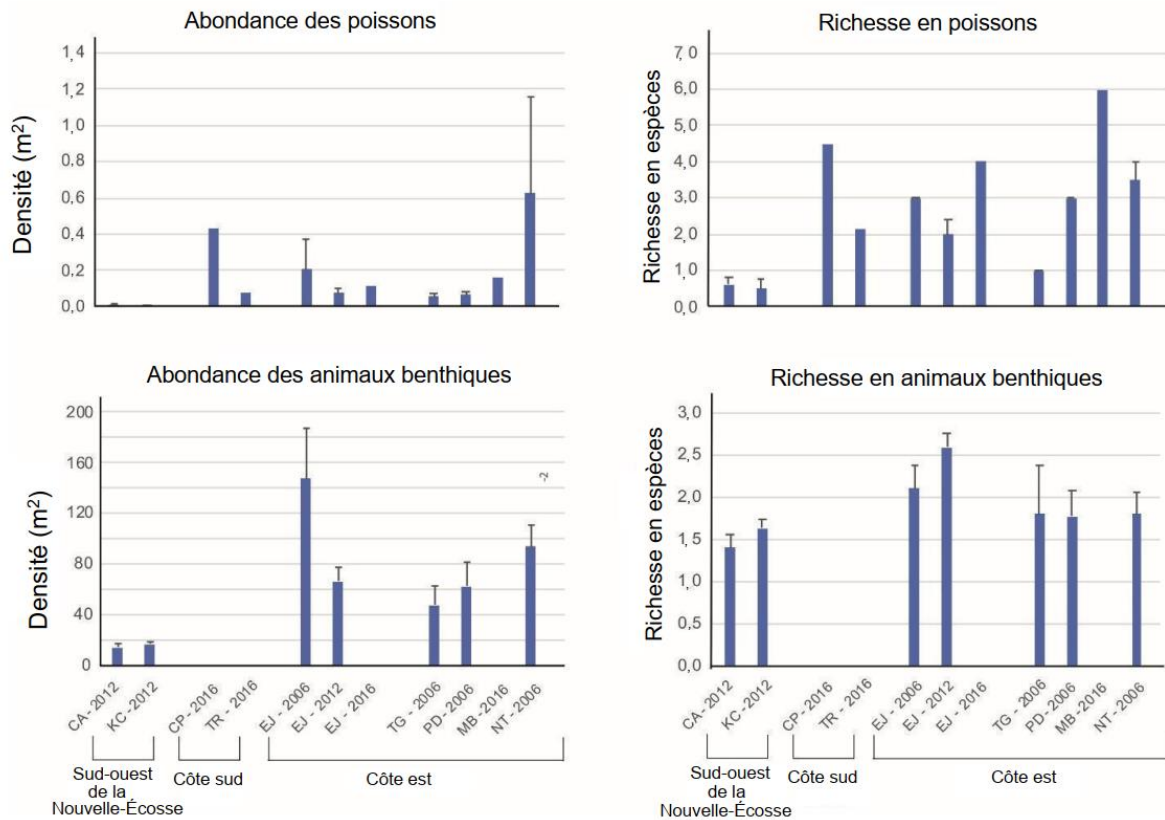 Abondance des poissons
Densité (m²)
1,4
1,2
1,0
0,8
0,6
0,4
0,2
0,0
Richesse en poissons
Richesse en espèces
7,0
6,0
5,0
4,0
3,0
2,0
1,0
0,0
Abondance des animaux benthiques
Densité (m²)
200
160
120
80
40
0
-2
CA - 2012
KC - 2012
CP - 2016
TR - 2016
EJ - 2006
EJ - 2012
EJ - 2016
TG - 2006
PD - 2006
MB - 2016
NT - 2006
Sud-ouest
de la
Nouvelle-Écosse
Côte sud
Côte est
Richesse en animaux benthiques
Richesse en espèces
3,0
2,5
2,0
1,5
1,0
0,5
0,0
CA - 2012
KC - 2012
CP - 2016
TR - 2016
EJ - 2006
EJ - 2012
EJ - 2016
TG - 2006
PD - 2006
MB - 2016
NT - 2006
Sud-ouest
de la
Nouvelle-Écosse
Côte sud
Côte est